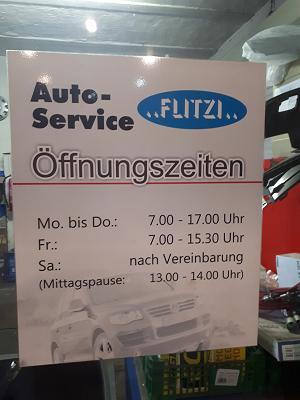 Auto-
Service
..FLITZI..
Öffnungszeiten
Mo. bis Do.: 7.00 - 17.00 Uhr
Fr.: 7.00 - 15.30 Uhr
Sa.: nach Vereinbarung
(Mittagspause: 13.00 - 14.00 Uhr)